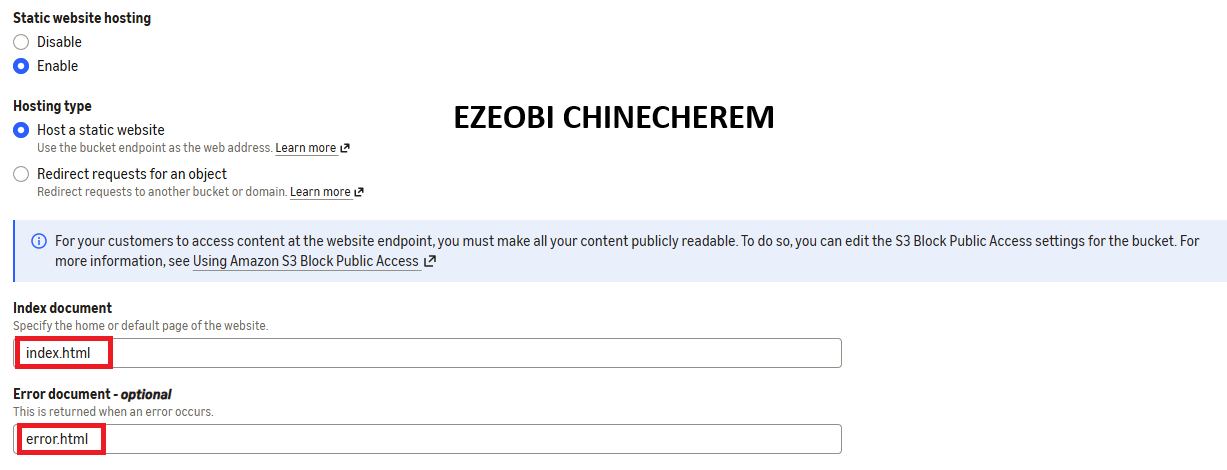 Static website hosting
Disable
Enable
Hosting type
EZEOBI CHINECHEREM
Host a static website
Use the bucket endpoint as the web address. Learn more
Redirect requests for an object
Redirect requests to another bucket or domain. Learn more
For your customers to access content at the website endpoint, you must make all your content publicly readable. To do so, you can edit the S3 Block Public Access settings for the bucket. For
more information, see Using Amazon S3 Block Public Access
Index document
Specify the home or default page of the website.
index.html
Error document - optional
This is returned when an error occurs.
error.html